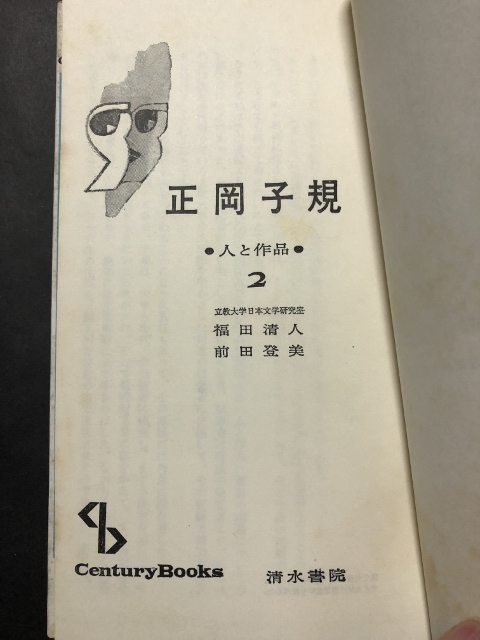 正岡子規
●人と作品●
2
立教大学日本文学研究室
福田清人
前田登美
CenturyBooks
清水書院